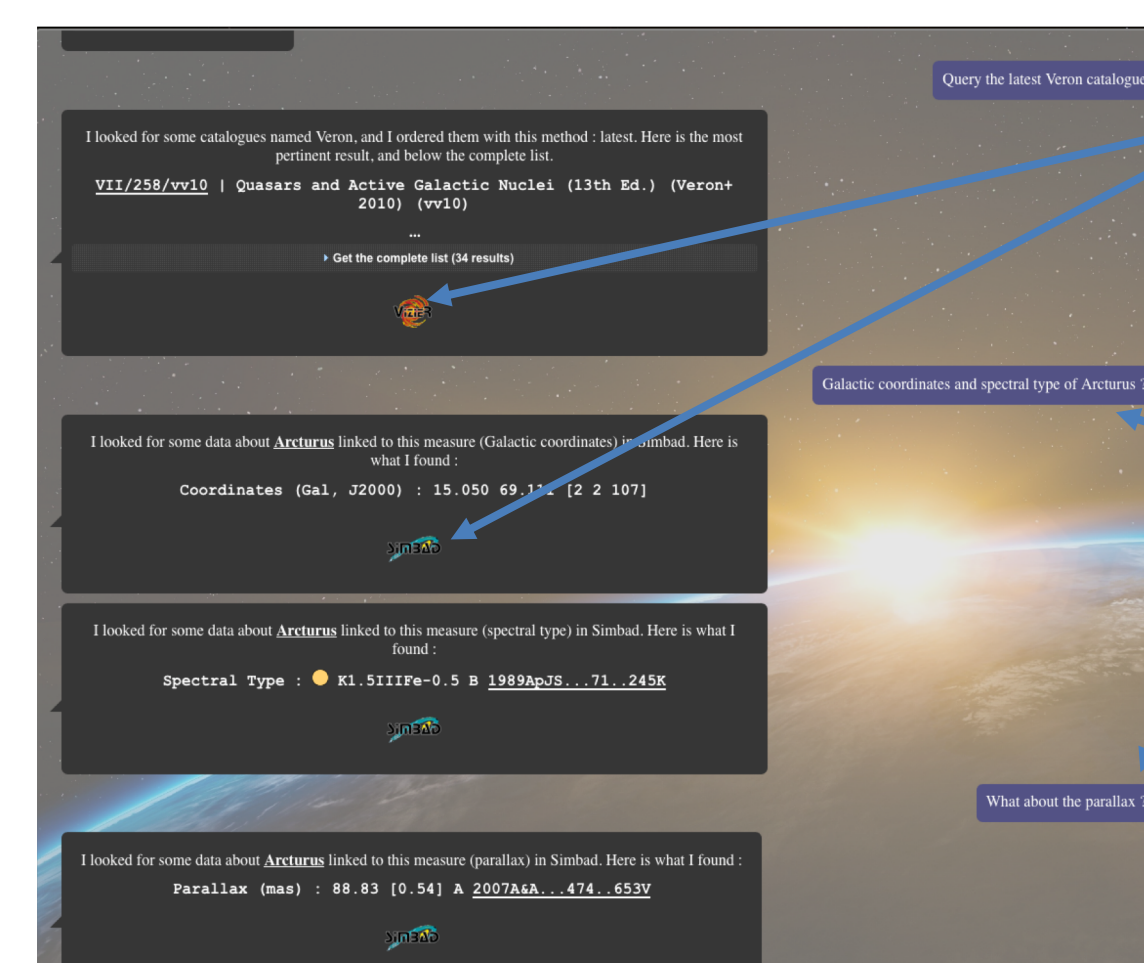 Query the latest Veron catalogue
I looked for some catalogues named Veron, and I ordered them with this method : latest. Here is the most
pertinent result, and below the complete list.
VII/258/vv10 | Quasars and Active Galactic Nuclei (13th Ed.) (Veron+
2010) (vv10)
...
Get the complete list (34 results)
VizieR
Galactic coordinates and spectral type of Arcturus ?
I looked for some data about Arcturus linked to this measure (Galactic coordinates) in Simbad. Here is
what I found :
Coordinates (Gal, J2000) : 15.050 69.111 [2 2 107]
SIMBAD
I looked for some data about Arcturus linked to this measure (spectral type) in Simbad. Here is what I
found :
Spectral Type : K1.5IIIFe-0.5 B 1989ApJS...71..245K
SIMBAD
What about the parallax ?
I looked for some data about Arcturus linked to this measure (parallax) in Simbad. Here is what I found :
Parallax (mas) : 88.83 [0.54] A 2007A&A...474..653V
SIMBAD